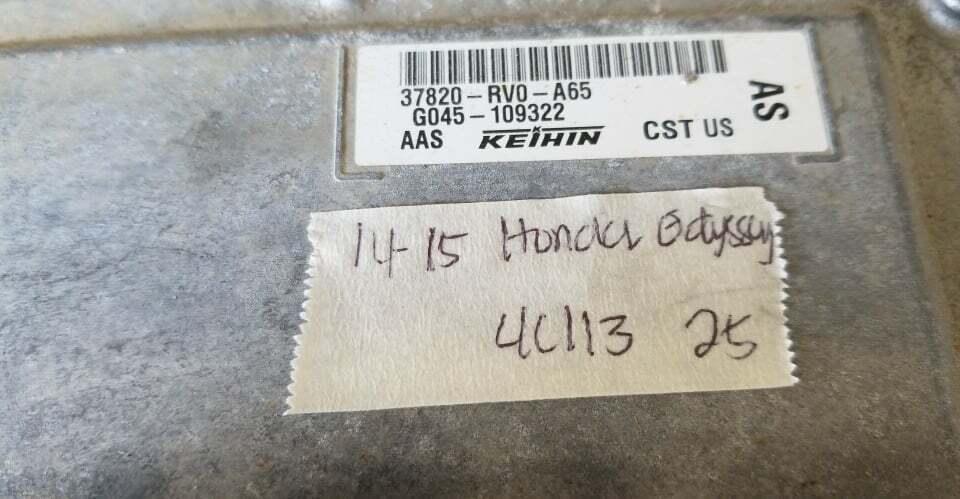 37820-RV0-A65
G045-109322
AAS KEIHIN CST US
AS
14-15 Honda Odyssey
4C113 25